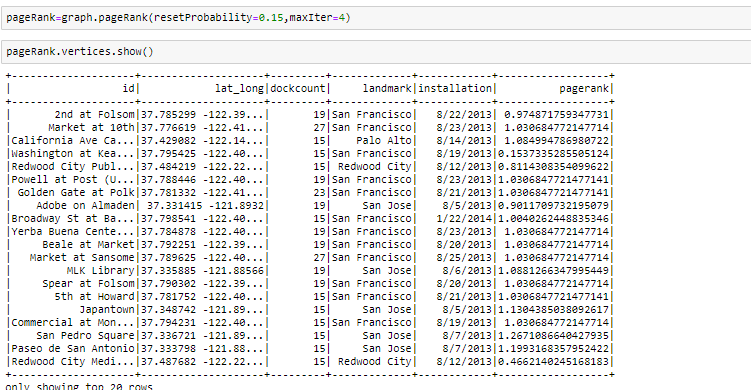 pageRank=graph.pageRank(resetProbability=0.15,maxIter=4)
pageRank.vertices.show()
+--------------------+--------------------+---------+-------------+------------+------------------+
|                  id|            lat_long|dockcount|     landmark|installation|          pagerank|
+--------------------+--------------------+---------+-------------+------------+------------------+
|       2nd at Folsom|37.785299 -122.39...|       19|San Francisco|   8/22/2013| 0.974871759347731|
|      Market at 10th|37.776619 -122.41...|       27|San Francisco|   8/23/2013| 1.030684772147714|
|California Ave Ca...|37.429082 -122.14...|       15|    Palo Alto|   8/14/2013| 1.084994786980722|
|Washington at Kea...|37.795425 -122.40...|       15|San Francisco|   8/19/2013|0.1537335285505124|
|Redwood City Publ...|37.484219 -122.22...|       15| Redwood City|   8/12/2013|0.8114308354099622|
|Powell at Post (U...|37.788446 -122.40...|       19|San Francisco|   8/23/2013|1.0306847721477141|
| Golden Gate at Polk|37.781332 -122.41...|       23|San Francisco|   8/21/2013|1.0306847721477141|
|    Adobe on Almaden| 37.331415 -121.8932|       19|     San Jose|    8/5/2013|0.9011709732195079|
|Broadway St at Ba...|37.798541 -122.40...|       15|San Francisco|   1/22/2014|1.0040262448835346|
|Yerba Buena Cente...|37.784878 -122.40...|       19|San Francisco|   8/23/2013| 1.030684772147714|
|     Beale at Market|37.792251 -122.39...|       19|San Francisco|   8/20/2013| 1.030684772147714|
|   Market at Sansome|37.789625 -122.40...|       27|San Francisco|   8/25/2013| 1.030684772147714|
|         MLK Library|37.335885 -121.88566|       19|     San Jose|    8/6/2013|1.0881266347995449|
|     Spear at Folsom|37.790302 -122.39...|       19|San Francisco|   8/20/2013| 1.030684772147714|
|       5th at Howard|37.781752 -122.40...|       15|San Francisco|   8/21/2013|1.0306847721477141|
|           Japantown|37.348742 -121.89...|       15|     San Jose|    8/5/2013|1.1304385038092617|
|Commercial at Mon...|37.794231 -122.40...|       15|San Francisco|   8/19/2013| 1.030684772147714|
|    San Pedro Square|37.336721 -121.89...|       15|     San Jose|    8/7/2013|1.2671086640427935|
|Paseo de San Antonio|37.333798 -121.88...|       15|     San Jose|    8/7/2013|1.1993168357952422|
|Redwood City Medi...|37.487682 -122.22...|       15| Redwood City|   8/12/2013|0.4662140245168183|
+--------------------+--------------------+---------+-------------+------------+------------------+
only showing top 20 rows